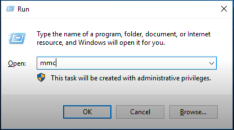 Run
Type the name of a program, folder, document, or Internet
resource, and Windows will open it for you.
Open:
mmc
This task will be created with administrative privileges.
OK
Cancel
Browse...